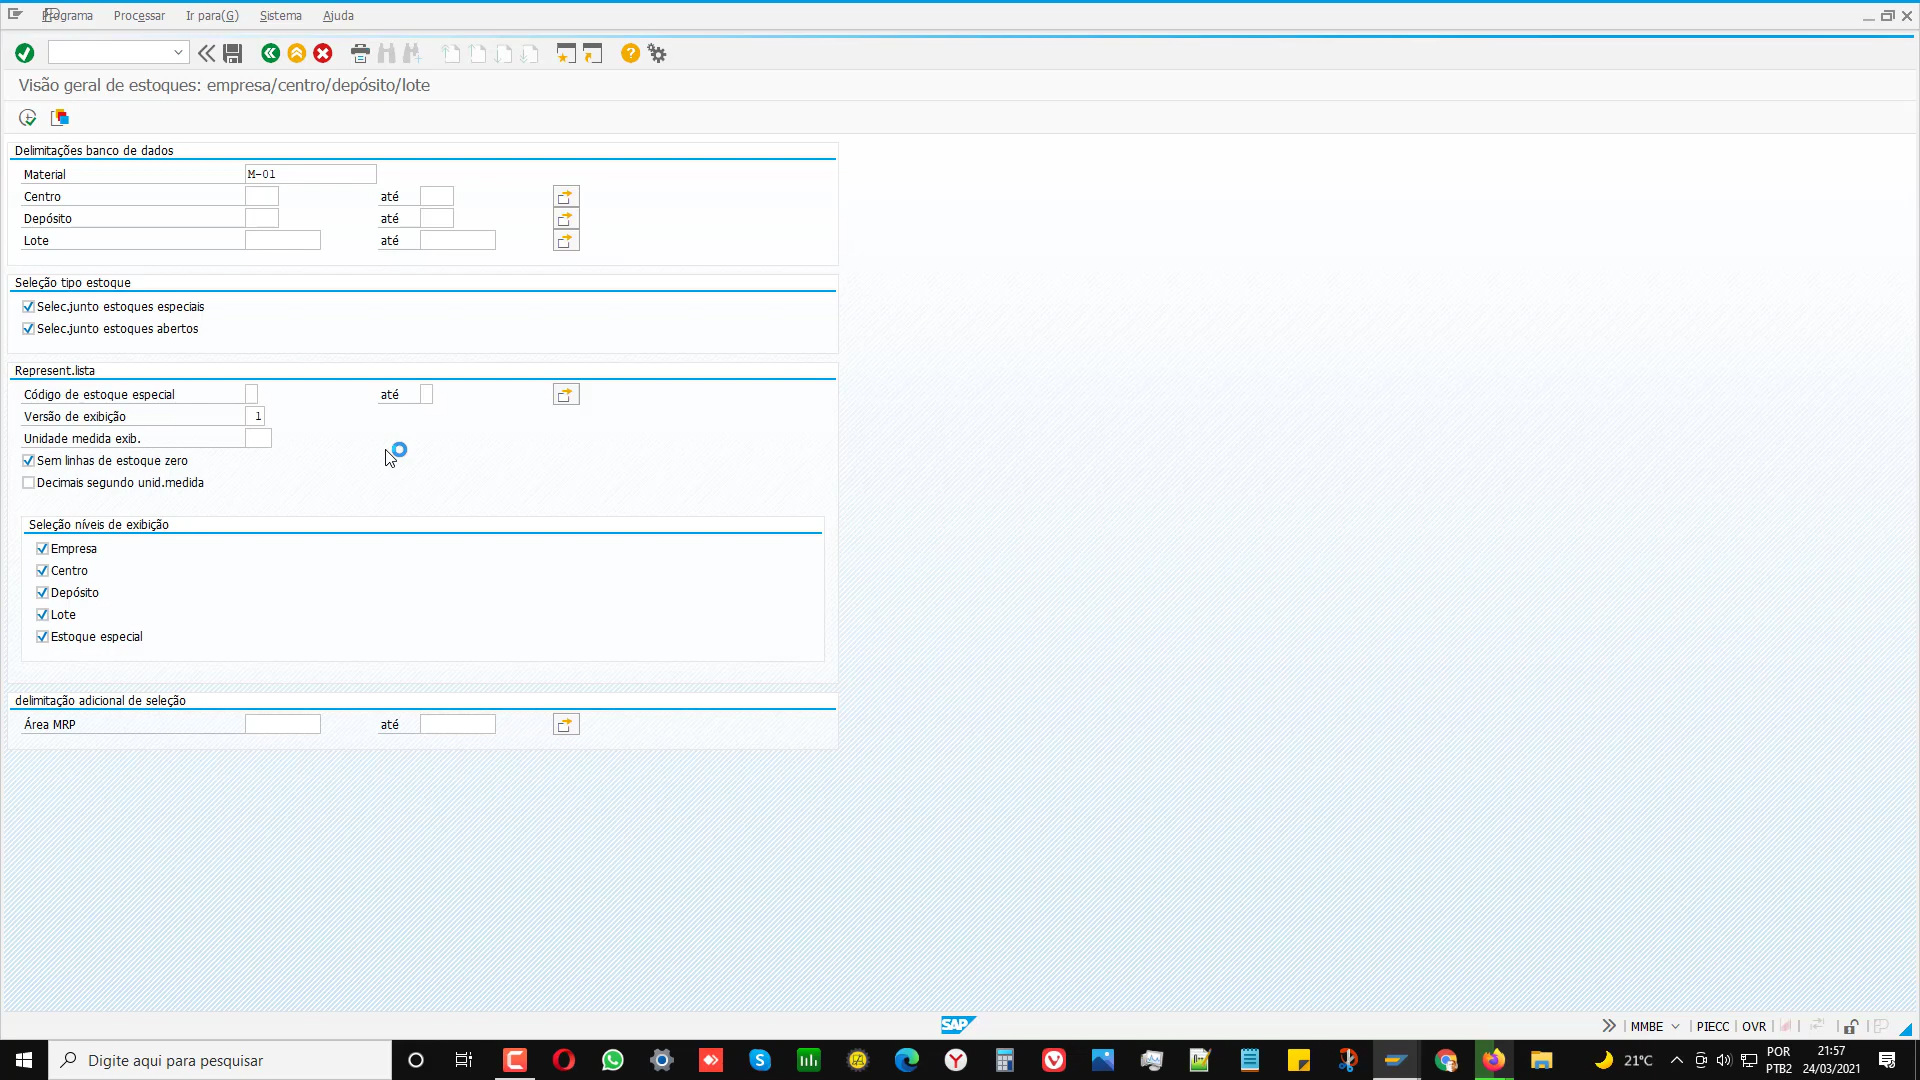 Programa Processar Ir para(G) Sistema Ajuda
Visão geral de estoques: empresa/centro/depósito/lote
Delimitações banco de dados
Material M-01
Centro até
Depósito até
Lote até
Seleção tipo estoque
Selec.junto estoques especiais
Selec.junto estoques abertos
Represent.lista
Código de estoque especial até
Versão de exibição 1
Unidade medida exib.
Sem linhas de estoque zero
Decimais segundo unid.medida
Seleção níveis de exibição
Empresa
Centro
Depósito
Lote
Estoque especial
delimitação adicional de seleção
Área MRP até
SAP MMBE PIECC OVR
Digite aqui para pesquisar 21°C POR 21:57
PTB2 24/03/2021